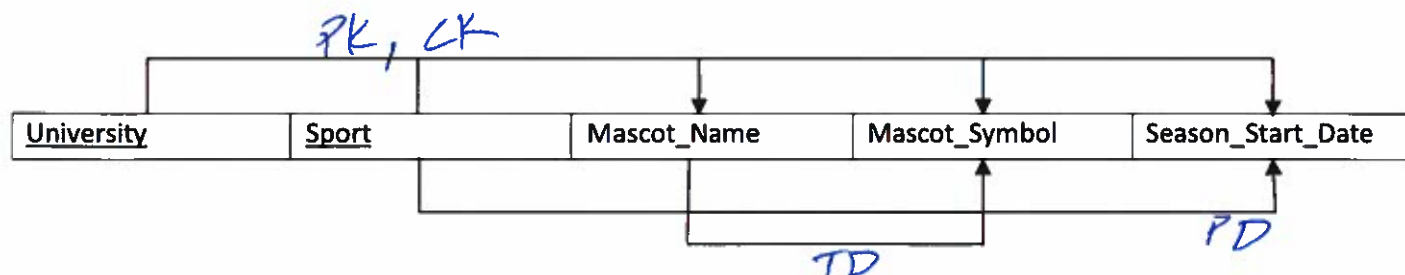 PK, CK
University Sport Mascot_Name Mascot_Symbol Season_Start_Date
PD
TD